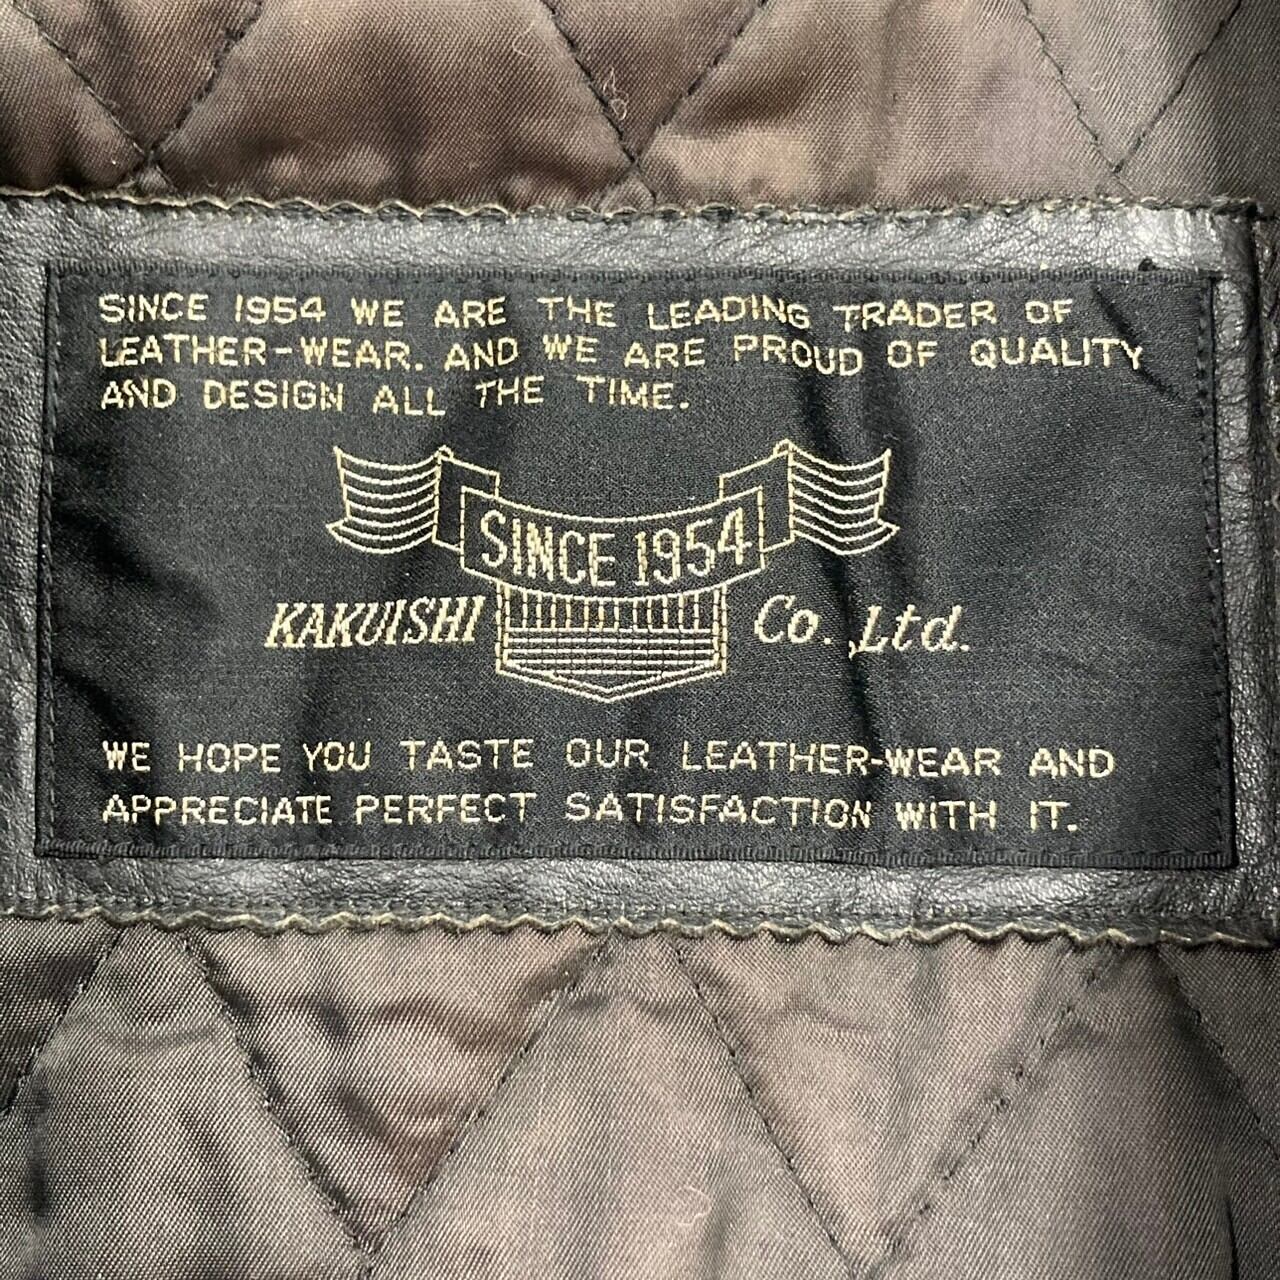 SINCE 1954 WE ARE THE LEADING TRADER OF
LEATHER-WEAR. AND WE ARE PROUD OF QUALITY
AND DESIGN ALL THE TIME.
SINCE 1954
KAKUISHI Co.,Ltd.
WE HOPE YOU TASTE OUR LEATHER-WEAR AND
APPRECIATE PERFECT SATISFACTION WITH IT.